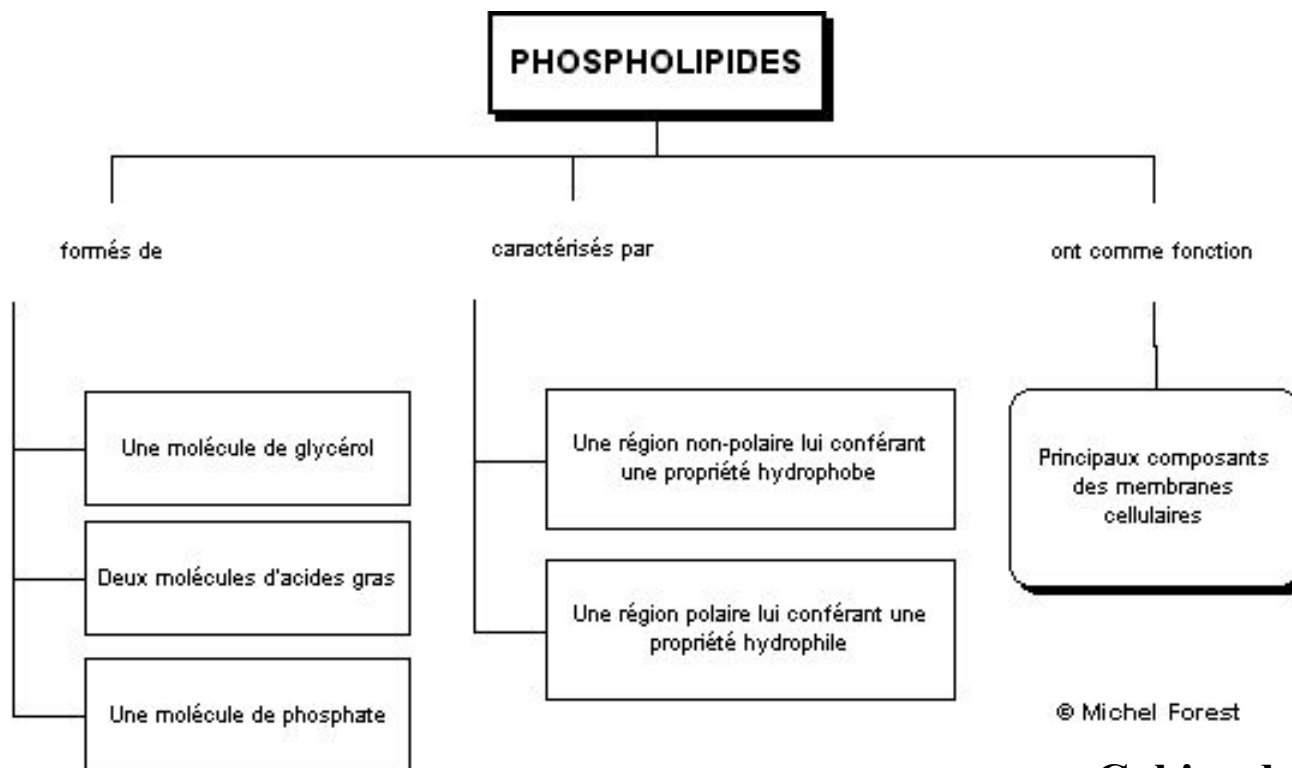 PHOSPHOLIPIDES
formés de
caractérisés par
ont comme fonction
Une molécule de glycérol
Deux molécules d'acides gras
Une molécule de phosphate
Une région non-polaire lui conférant
une propriété hydrophobe
Une région polaire lui conférant une
propriété hydrophile
Principaux composants
des membranes
cellulaires
© Michel Forest